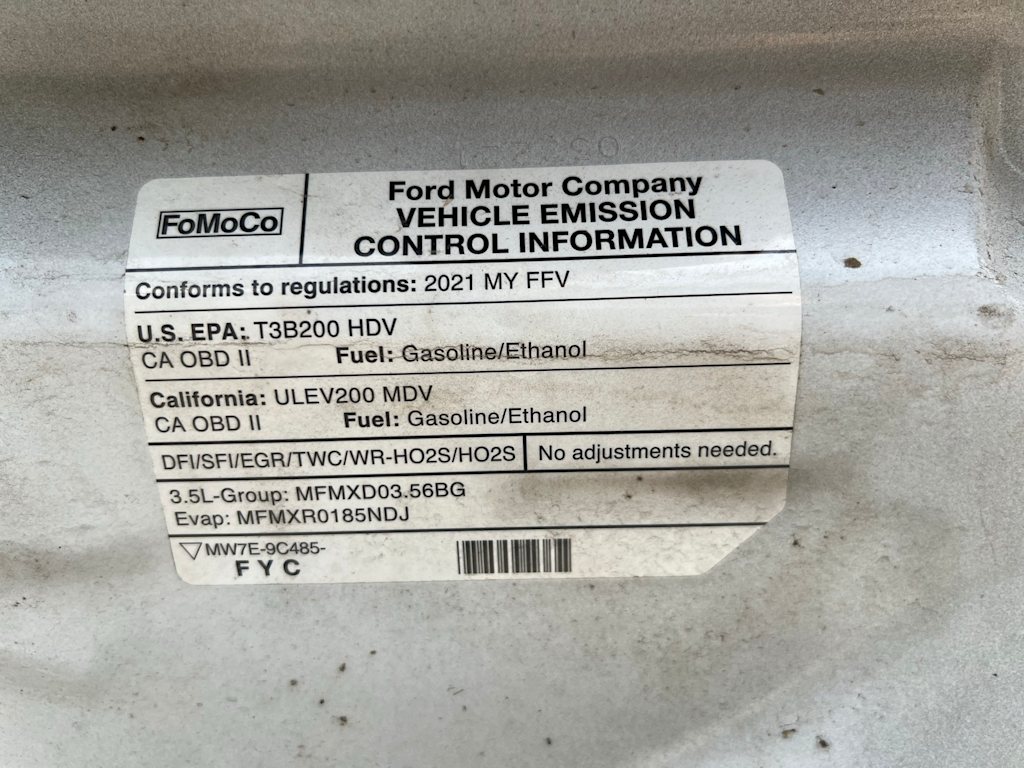 FoMoCo
Ford Motor Company
VEHICLE EMISSION
CONTROL INFORMATION
Conforms to regulations: 2021 MY FFV
U.S. EPA: T3B200 HDV
CA OBD II Fuel: Gasoline/Ethanol
California: ULEV200 MDV
CA OBD II Fuel: Gasoline/Ethanol
DFI/SFI/EGR/TWC/WR-HO2S/HO2S No adjustments needed.
3.5L-Group: MFMXD03.56BG
Evap: MFMXR0185NDJ
MW7E-9C485-
F Y C